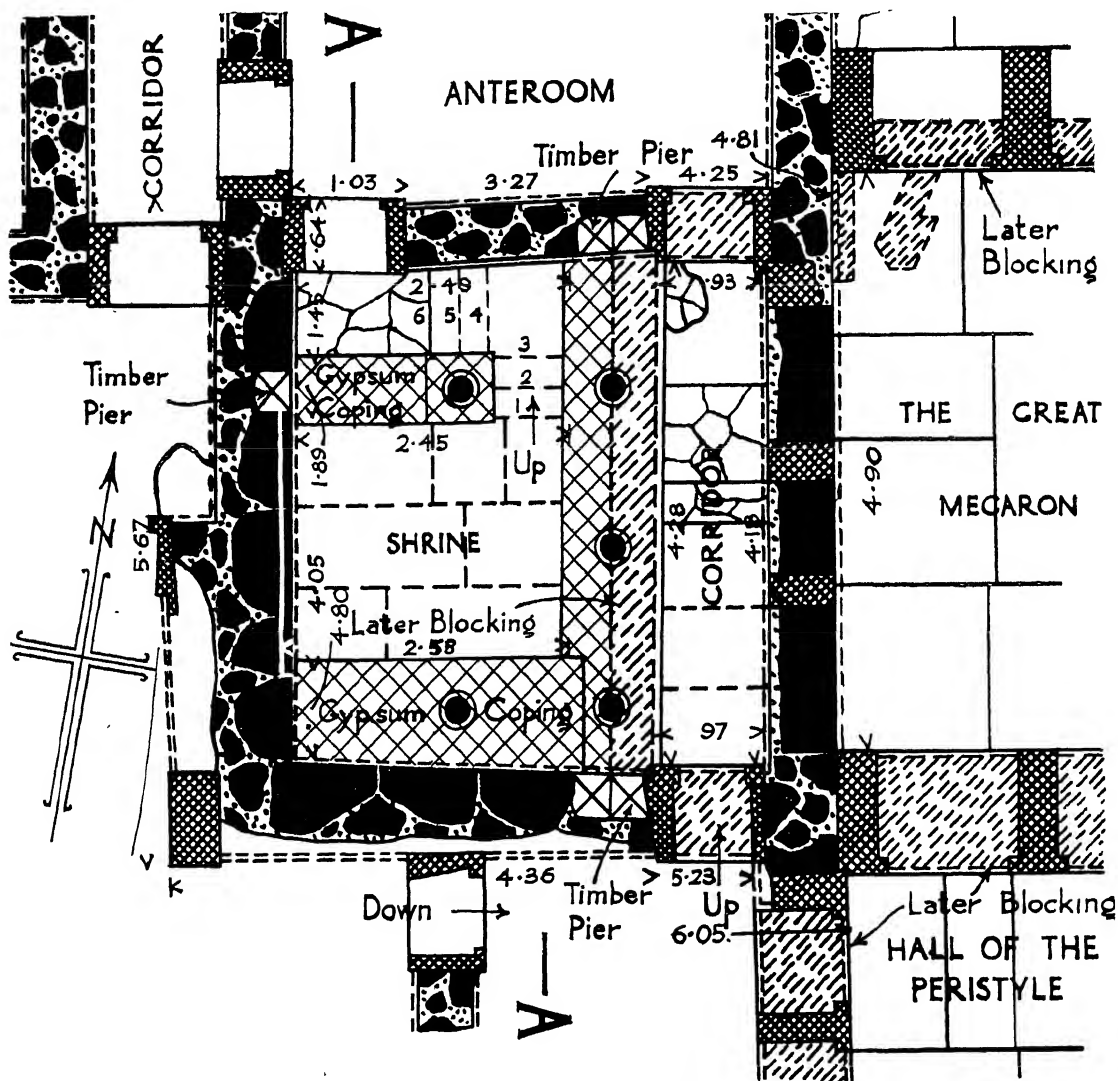 A
CORRIDOR
ANTEROOM
Timber Pier
4.81
1.03
3.27
4.25
.64
Later
Blocking
2.49
.93
1.45
6
5
4
3
2
1
Timber
Pier
Gypsum
Coping
THE GREAT
2.45
Up
1.89
4.90
MEGARON
N
SHRINE
CORRIDOR
5.67
4.28
4.18
4.05
4.80
Later Blocking
2.58
Gypsum Coping
97
4.36
5.23
Down
Timber
Pier
Up
6.05.
Later Blocking
HALL OF THE
PERISTYLE
A